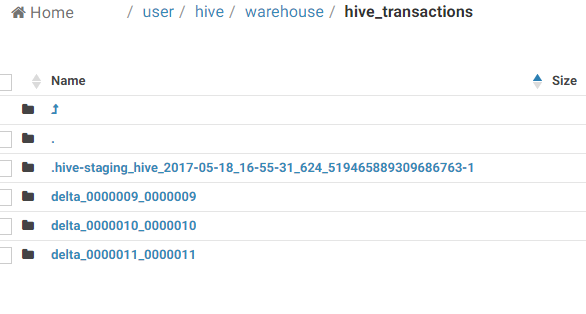 Home / user / hive / warehouse / hive_transactions
Name Size
.
.hive-staging_hive_2017-05-18_16-55-31_624_519465889309686763-1
delta_0000009_0000009
delta_0000010_0000010
delta_0000011_0000011